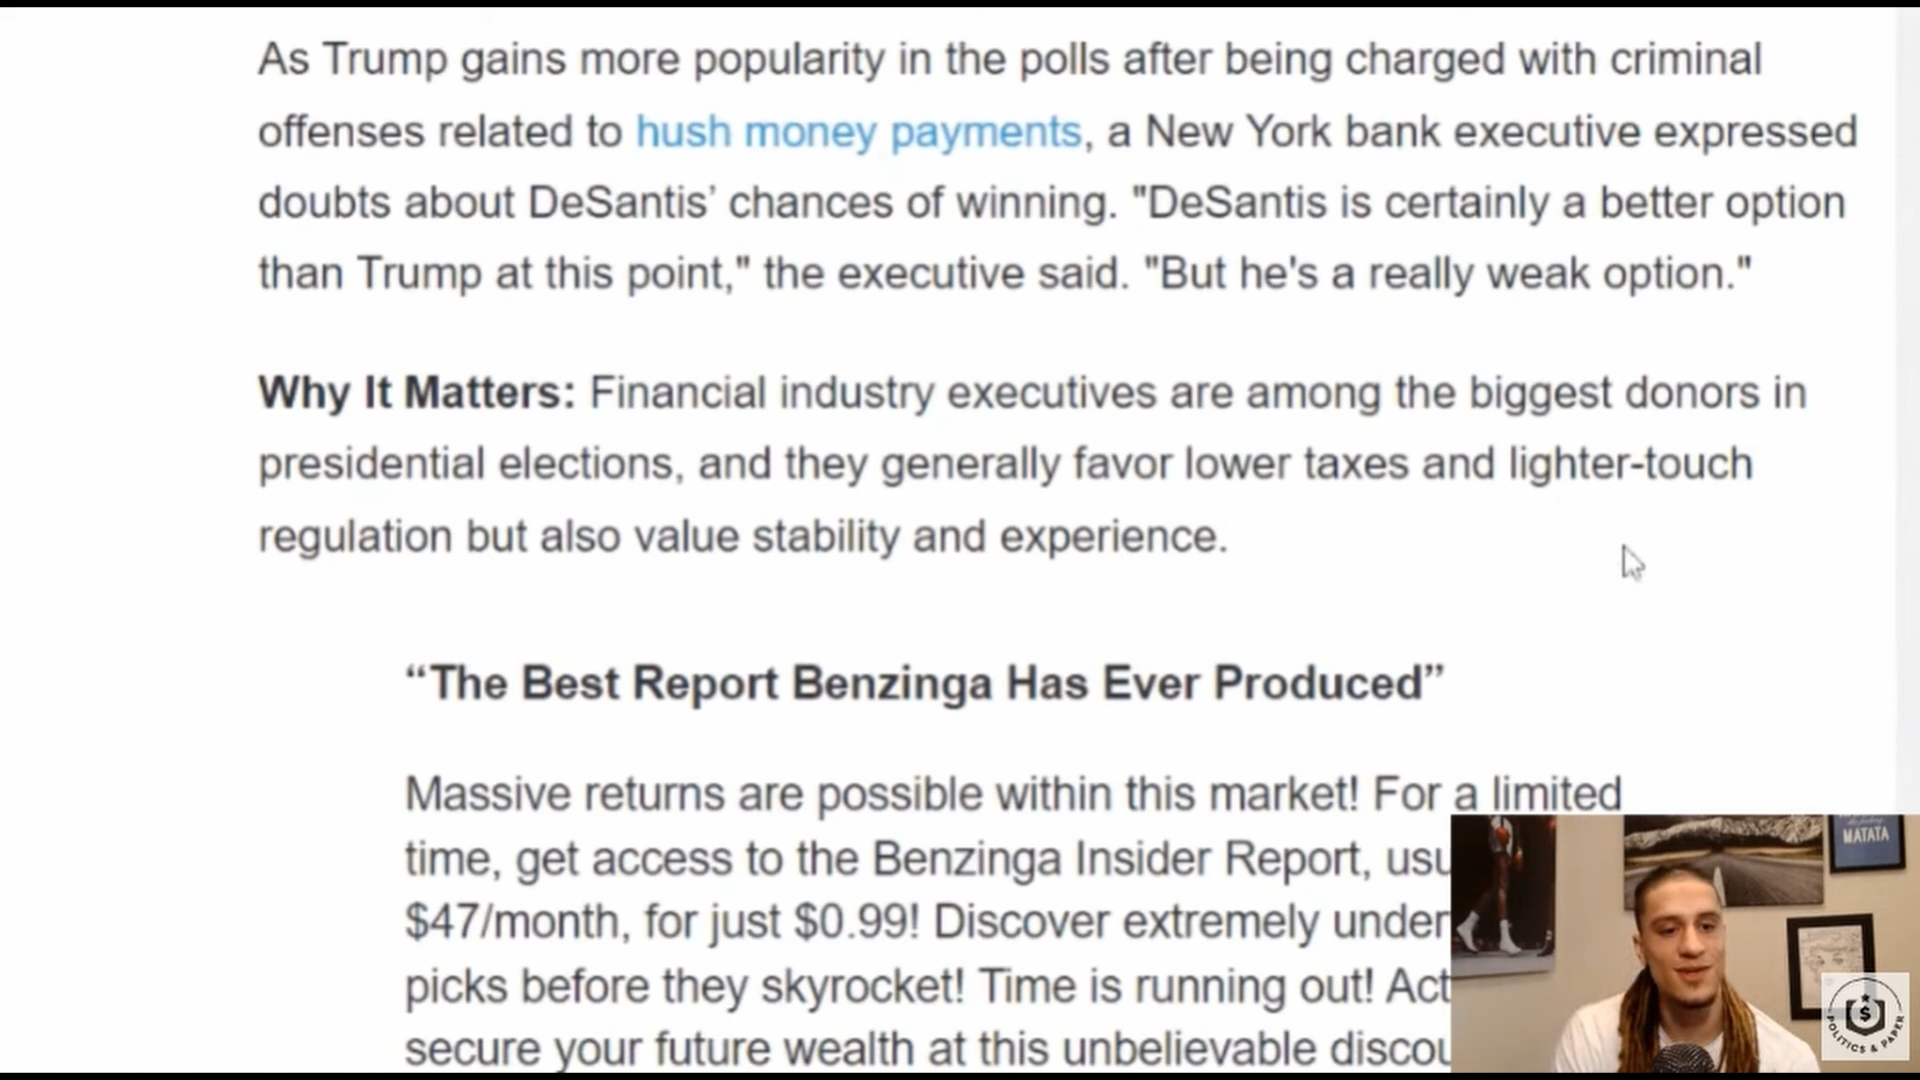 As Trump gains more popularity in the polls after being charged with criminal
offenses related to hush money payments, a New York bank executive expressed
doubts about DeSantis’ chances of winning. "DeSantis is certainly a better option
than Trump at this point," the executive said. "But he's a really weak option."
Why It Matters: Financial industry executives are among the biggest donors in
presidential elections, and they generally favor lower taxes and lighter-touch
regulation but also value stability and experience.
“The Best Report Benzinga Has Ever Produced”
Massive returns are possible within this market! For a limited
time, get access to the Benzinga Insider Report,
$47/month, for just $0.99! Discover extremely
picks before they skyrocket! Time is running out! Act
secure your future wealth at this unbelievable
MATATA
$
POLITICS & PAPER